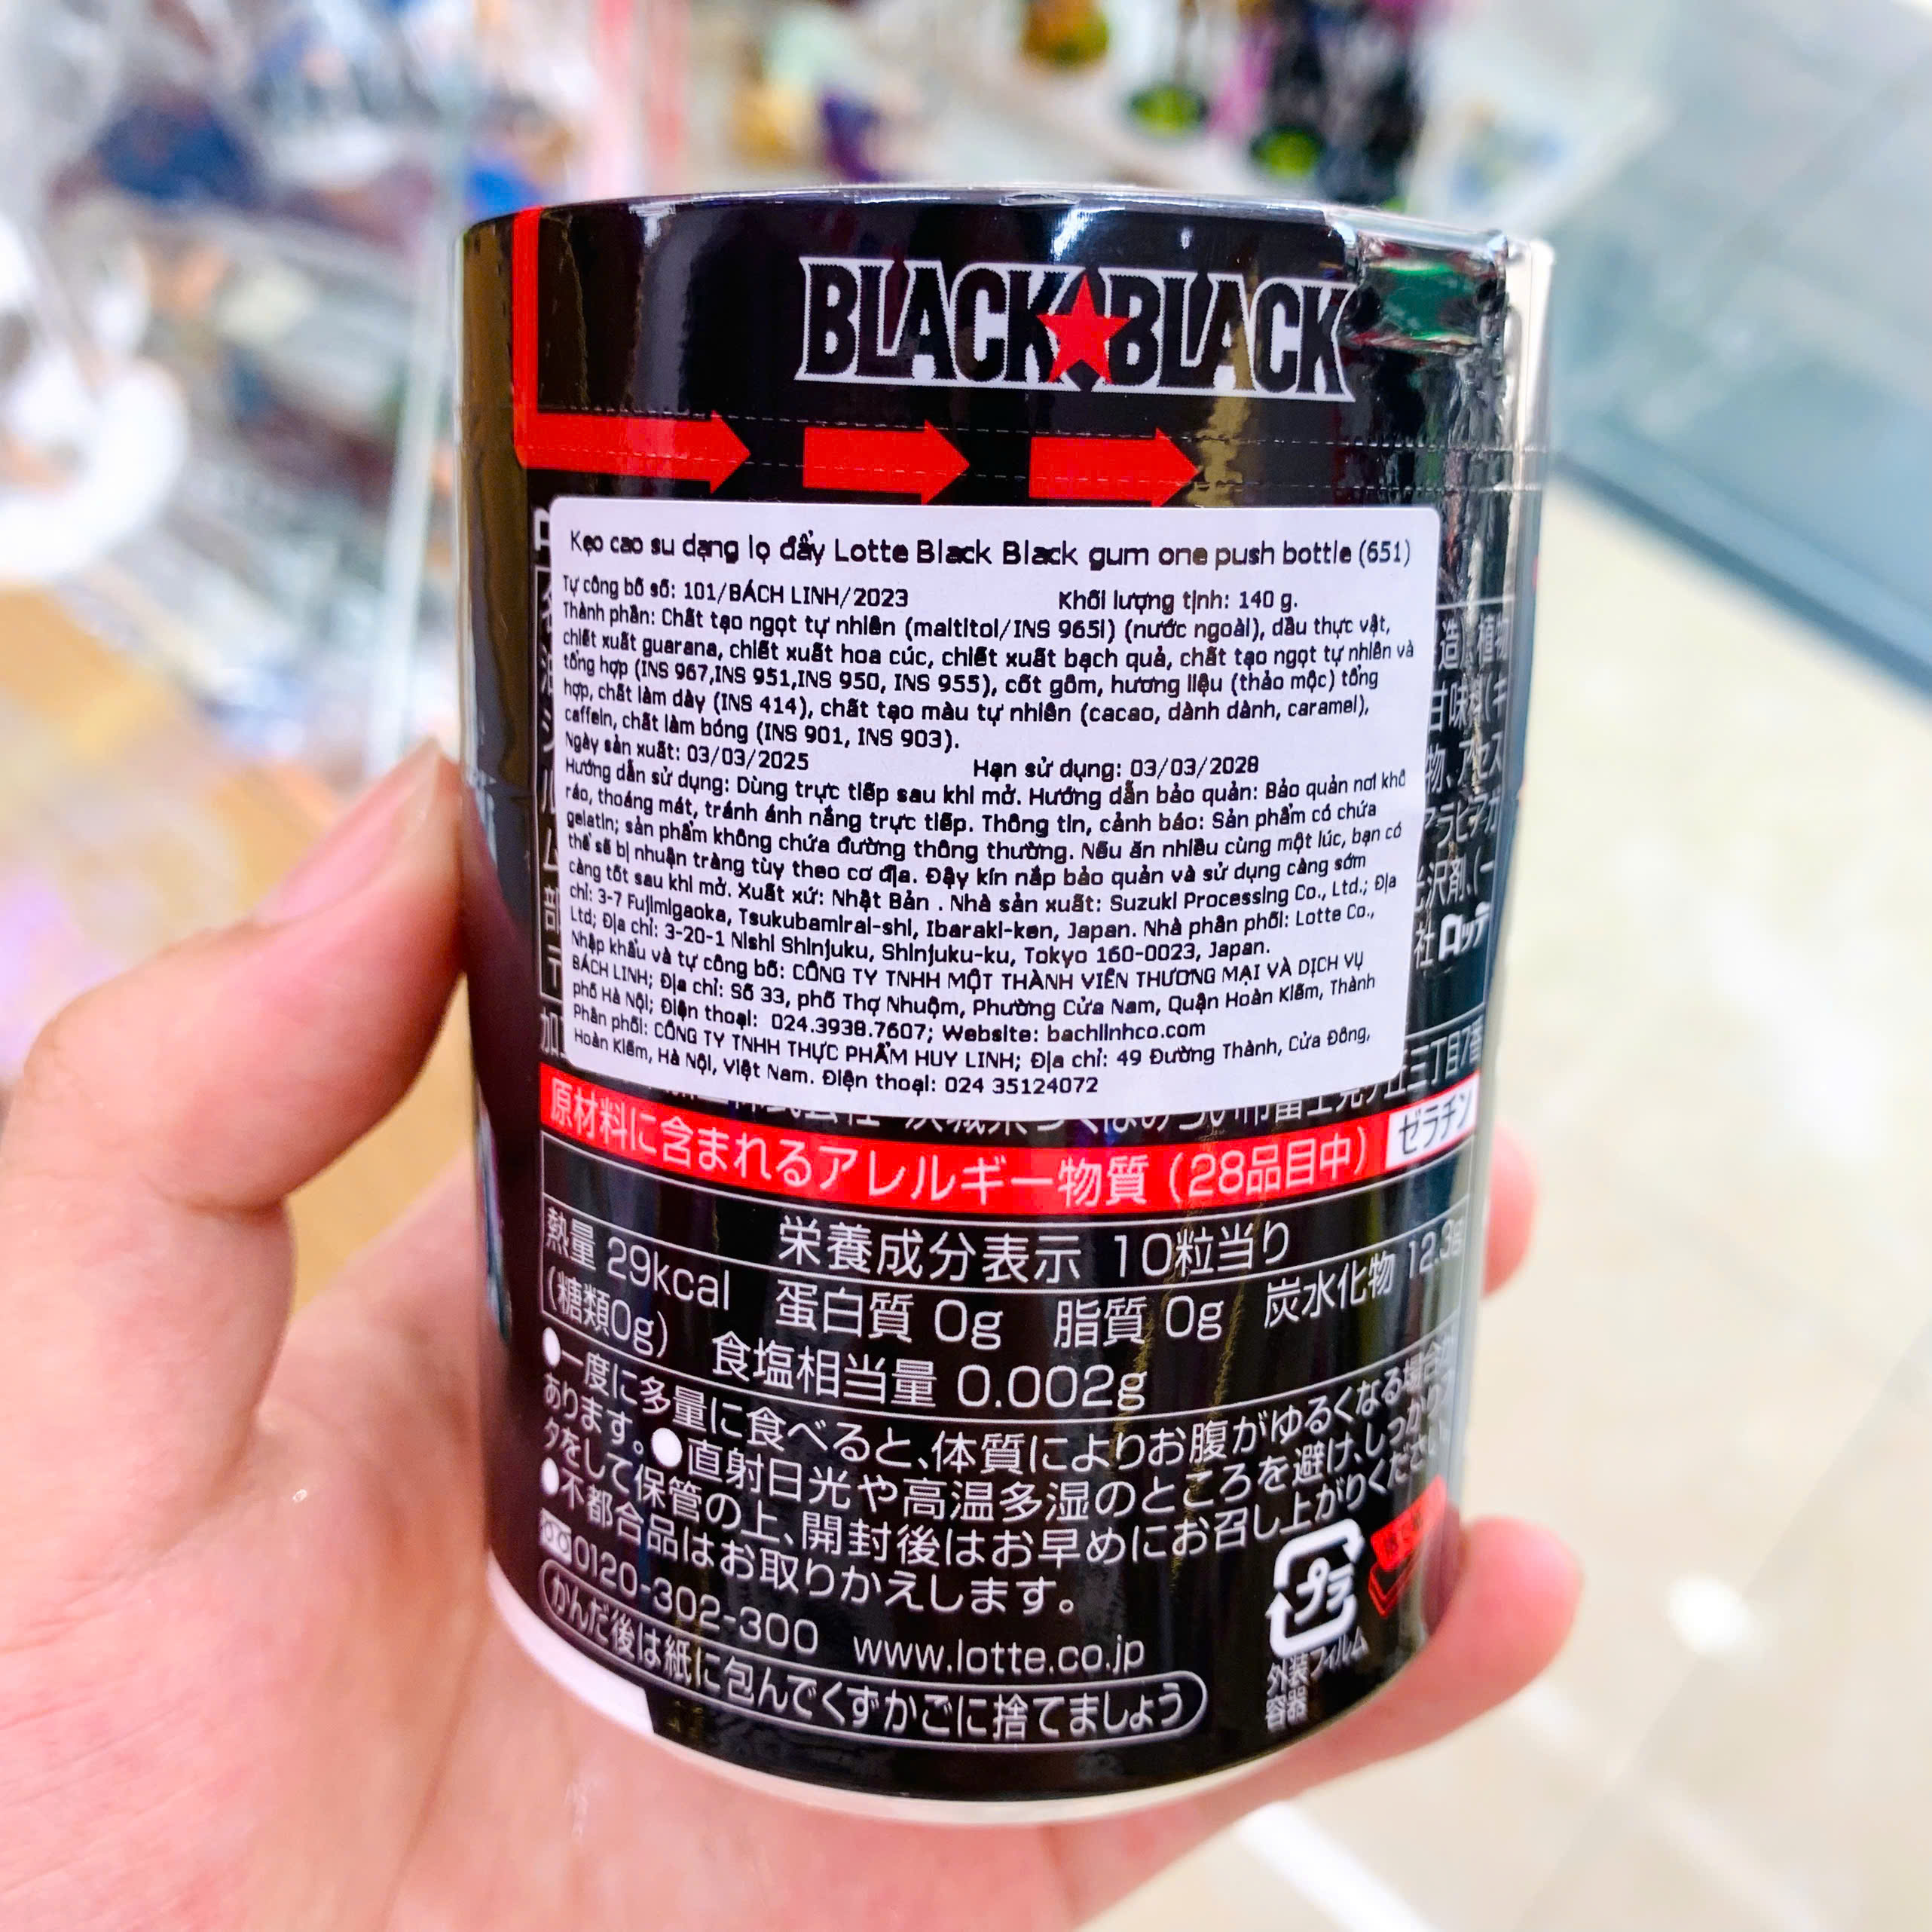 BLACK★BLACK
Kẹo cao su dạng lọ đẩy Lotte Black Black gum one push bottle (651)
Tự công bố số: 101/BÁCH LINH/2023 Khối lượng tịnh: 140 g.
Thành phần: Chất tạo ngọt tự nhiên (maltitol/INS 965i) (nước ngoài), dầu thực vật,
chiết xuất guarana, chiết xuất hoa cúc, chiết xuất bạch quả, chất tạo ngọt tự nhiên và
tổng hợp (INS 967,INS 951,INS 950, INS 955), cốt gôm, hương liệu (thảo mộc) tổng
hợp, chất làm dày (INS 414), chất tạo màu tự nhiên (cacao, dành dành, caramel),
caffein, chất làm bóng (INS 901, INS 903).
Ngày sản xuất: 03/03/2025 Hạn sử dụng: 03/03/2028
Hướng dẫn sử dụng: Dùng trực tiếp sau khi mở. Hướng dẫn bảo quản: Bảo quản nơi khô
ráo, thoáng mát, tránh ánh nắng trực tiếp. Thông tin, cảnh báo: Sản phẩm có chứa
gelatin; sản phẩm không chứa đường thông thường. Nếu ăn nhiều cùng một lúc, bạn có
thể sẽ bị nhuận tràng tùy theo cơ địa. Đậy kín nắp bảo quản và sử dụng càng sớm
càng tốt sau khi mở. Xuất xứ: Nhật Bản . Nhà sản xuất: Suzuki Processing Co., Ltd.; Địa
chỉ: 3-7 Fujimigaoka, Tsukubamirai-shi, Ibaraki-ken, Japan. Nhà phân phối: Lotte Co.,
Ltd; Địa chỉ: 3-20-1 Nishi Shinjuku, Shinjuku-ku, Tokyo 160-0023, Japan.
Nhập khẩu và tự công bố: CÔNG TY TNHH MỘT THÀNH VIÊN THƯƠNG MẠI VÀ DỊCH VỤ
BÁCH LINH; Địa chỉ: Số 33, phố Thợ Nhuộm, Phường Cửa Nam, Quận Hoàn Kiếm, Thành
phố Hà Nội; Điện thoại: 024.3938.7607; Website: bachlinhco.com
Phân phối: CÔNG TY TNHH THỰC PHẨM HUY LINH; Địa chỉ: 49 Đường Thành, Cửa Đông,
Hoàn Kiếm, Hà Nội, Việt Nam. Điện thoại: 024 35124072
原材料に含まれるアレルギー物質(28品目中) ゼラチン
栄養成分表示 10粒当り
熱量 29kcal 蛋白質 0g 脂質 0g 炭水化物 12.3g
(糖類0g) 食塩相当量 0.002g
●一度に多量に食べると、体質によりお腹がゆるくなる場合が
あります。●直射日光や高温多湿のところを避け、しっかりフ
タをして保管の上、開封後はお早めにお召し上がりください。
●不都合品はお取りかえします。
0120-302-300 www.lotte.co.jp
かんだ後は紙に包んでくずかごに捨てましょう
プラ
外装フィルム
容器